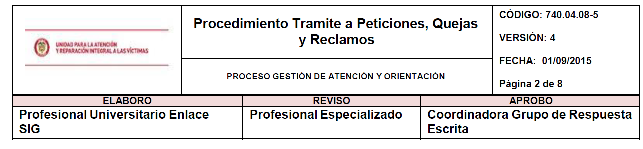 UNIDAD PARA LA ATENCIÓN
Y REPARACIÓN INTEGRAL A LAS VÍCTIMAS
Procedimiento Tramite a Peticiones, Quejas
y Reclamos
PROCESO GESTIÓN DE ATENCIÓN Y ORIENTACIÓN
CÓDIGO: 740.04.08-5
VERSIÓN: 4
FECHA: 01/09/2015
Página 2 de 8
ELABORO
REVISO
APROBO
Profesional Universitario Enlace
SIG
Profesional Especializado
Coordinadora Grupo de Respuesta
Escrita